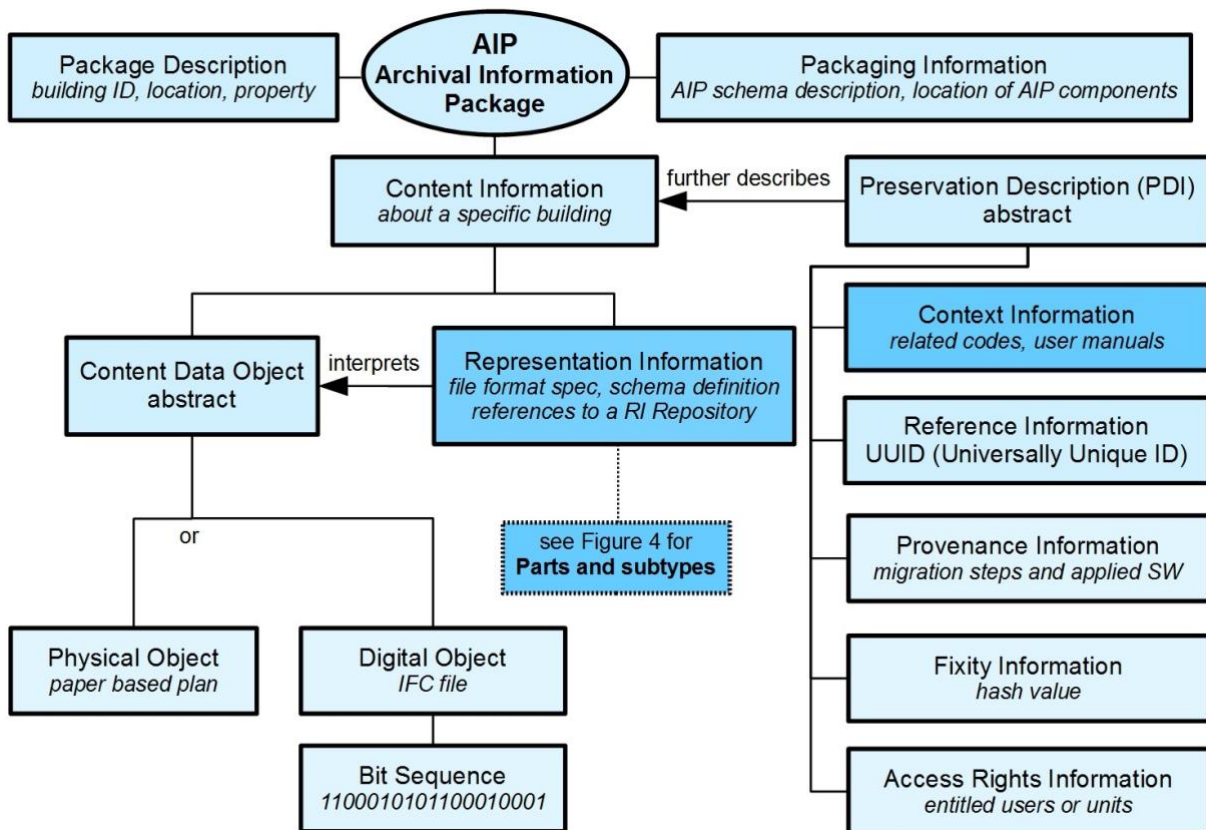 AIP
Archival Information
Package
Package Description
building ID, location, property
Packaging Information
AIP schema description, location of AIP components
Content Information
about a specific building
further describes
Preservation Description (PDI)
abstract
Content Data Object
abstract
interprets
Representation Information
file format spec, schema definition
references to a RI Repository
Context Information
related codes, user manuals
Reference Information
UUID (Universally Unique ID)
or
see Figure 4 for
Parts and subtypes
Provenance Information
migration steps and applied SW
Physical Object
paper based plan
Digital Object
IFC file
Fixity Information
hash value
Bit Sequence
1100010101100010001
Access Rights Information
entitled users or units